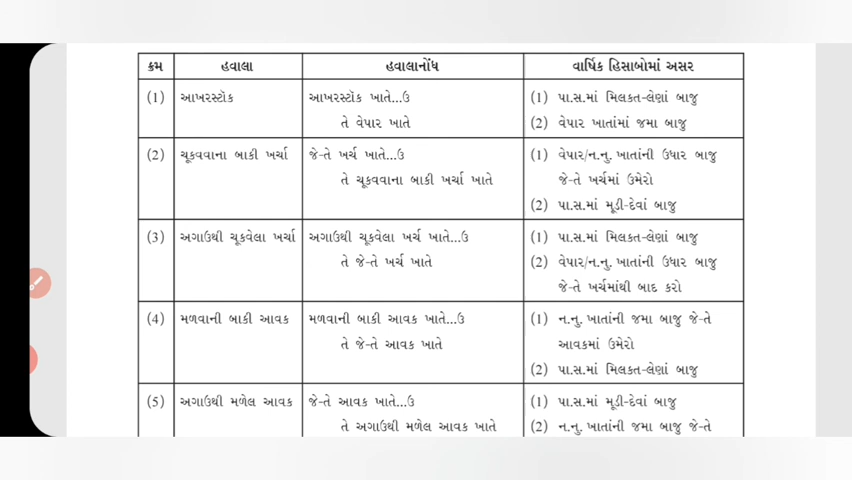 ક્રમ હવાલા હવાલાનોંધ વાર્ષિક હિસાબોમાં અસર
(1) આખરસ્ટૉક આખરસ્ટૉક ખાતે...ઉ (1) પા.સ.માં મિલકત-લેણાં બાજુ
તે વેપાર ખાતે (2) વેપાર ખાતાંમાં જમા બાજુ
(2) ચૂકવવાના બાકી ખર્ચા જે-તે ખર્ચ ખાતે...ઉ (1) વેપાર/ન.નુ. ખાતાંની ઉધાર બાજુ
તે ચૂકવવાના બાકી ખર્ચા ખાતે જે-તે ખર્ચમાં ઉમેરો
(2) પા.સ.માં મૂડી-દેવાં બાજુ
(3) અગાઉથી ચૂકવેલા ખર્ચા અગાઉથી ચૂકવેલા ખર્ચ ખાતે...ઉ (1) પા.સ.માં મિલકત-લેણાં બાજુ
તે જે-તે ખર્ચ ખાતે (2) વેપાર/ન.નુ. ખાતાંની ઉધાર બાજુ
જે-તે ખર્ચમાંથી બાદ કરો
(4) મળવાની બાકી આવક મળવાની બાકી આવક ખાતે...ઉ (1) ન.નુ. ખાતાંની જમા બાજુ જે-તે
તે જે-તે આવક ખાતે આવકમાં ઉમેરો
(2) પા.સ.માં મિલકત-લેણાં બાજુ
(5) અગાઉથી મળેલ આવક જે-તે આવક ખાતે...ઉ (1) પા.સ.માં મૂડી-દેવાં બાજુ
તે અગાઉથી મળેલ આવક ખાતે (2) ન.નુ. ખાતાંની જમા બાજુ જે-તે